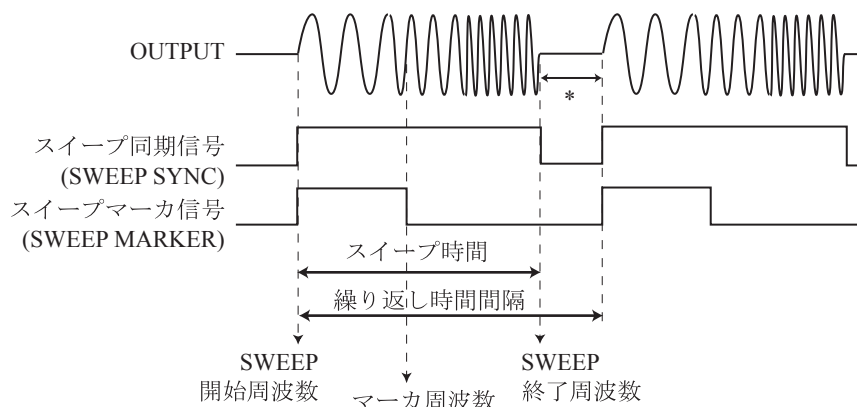 OUTPUT
*
スイープ同期信号
(SWEEP SYNC)
スイープマーカ信号
(SWEEP MARKER)
スイープ時間
繰り返し時間間隔
SWEEP
開始周波数
マーカ周波数
SWEEP
終了周波数